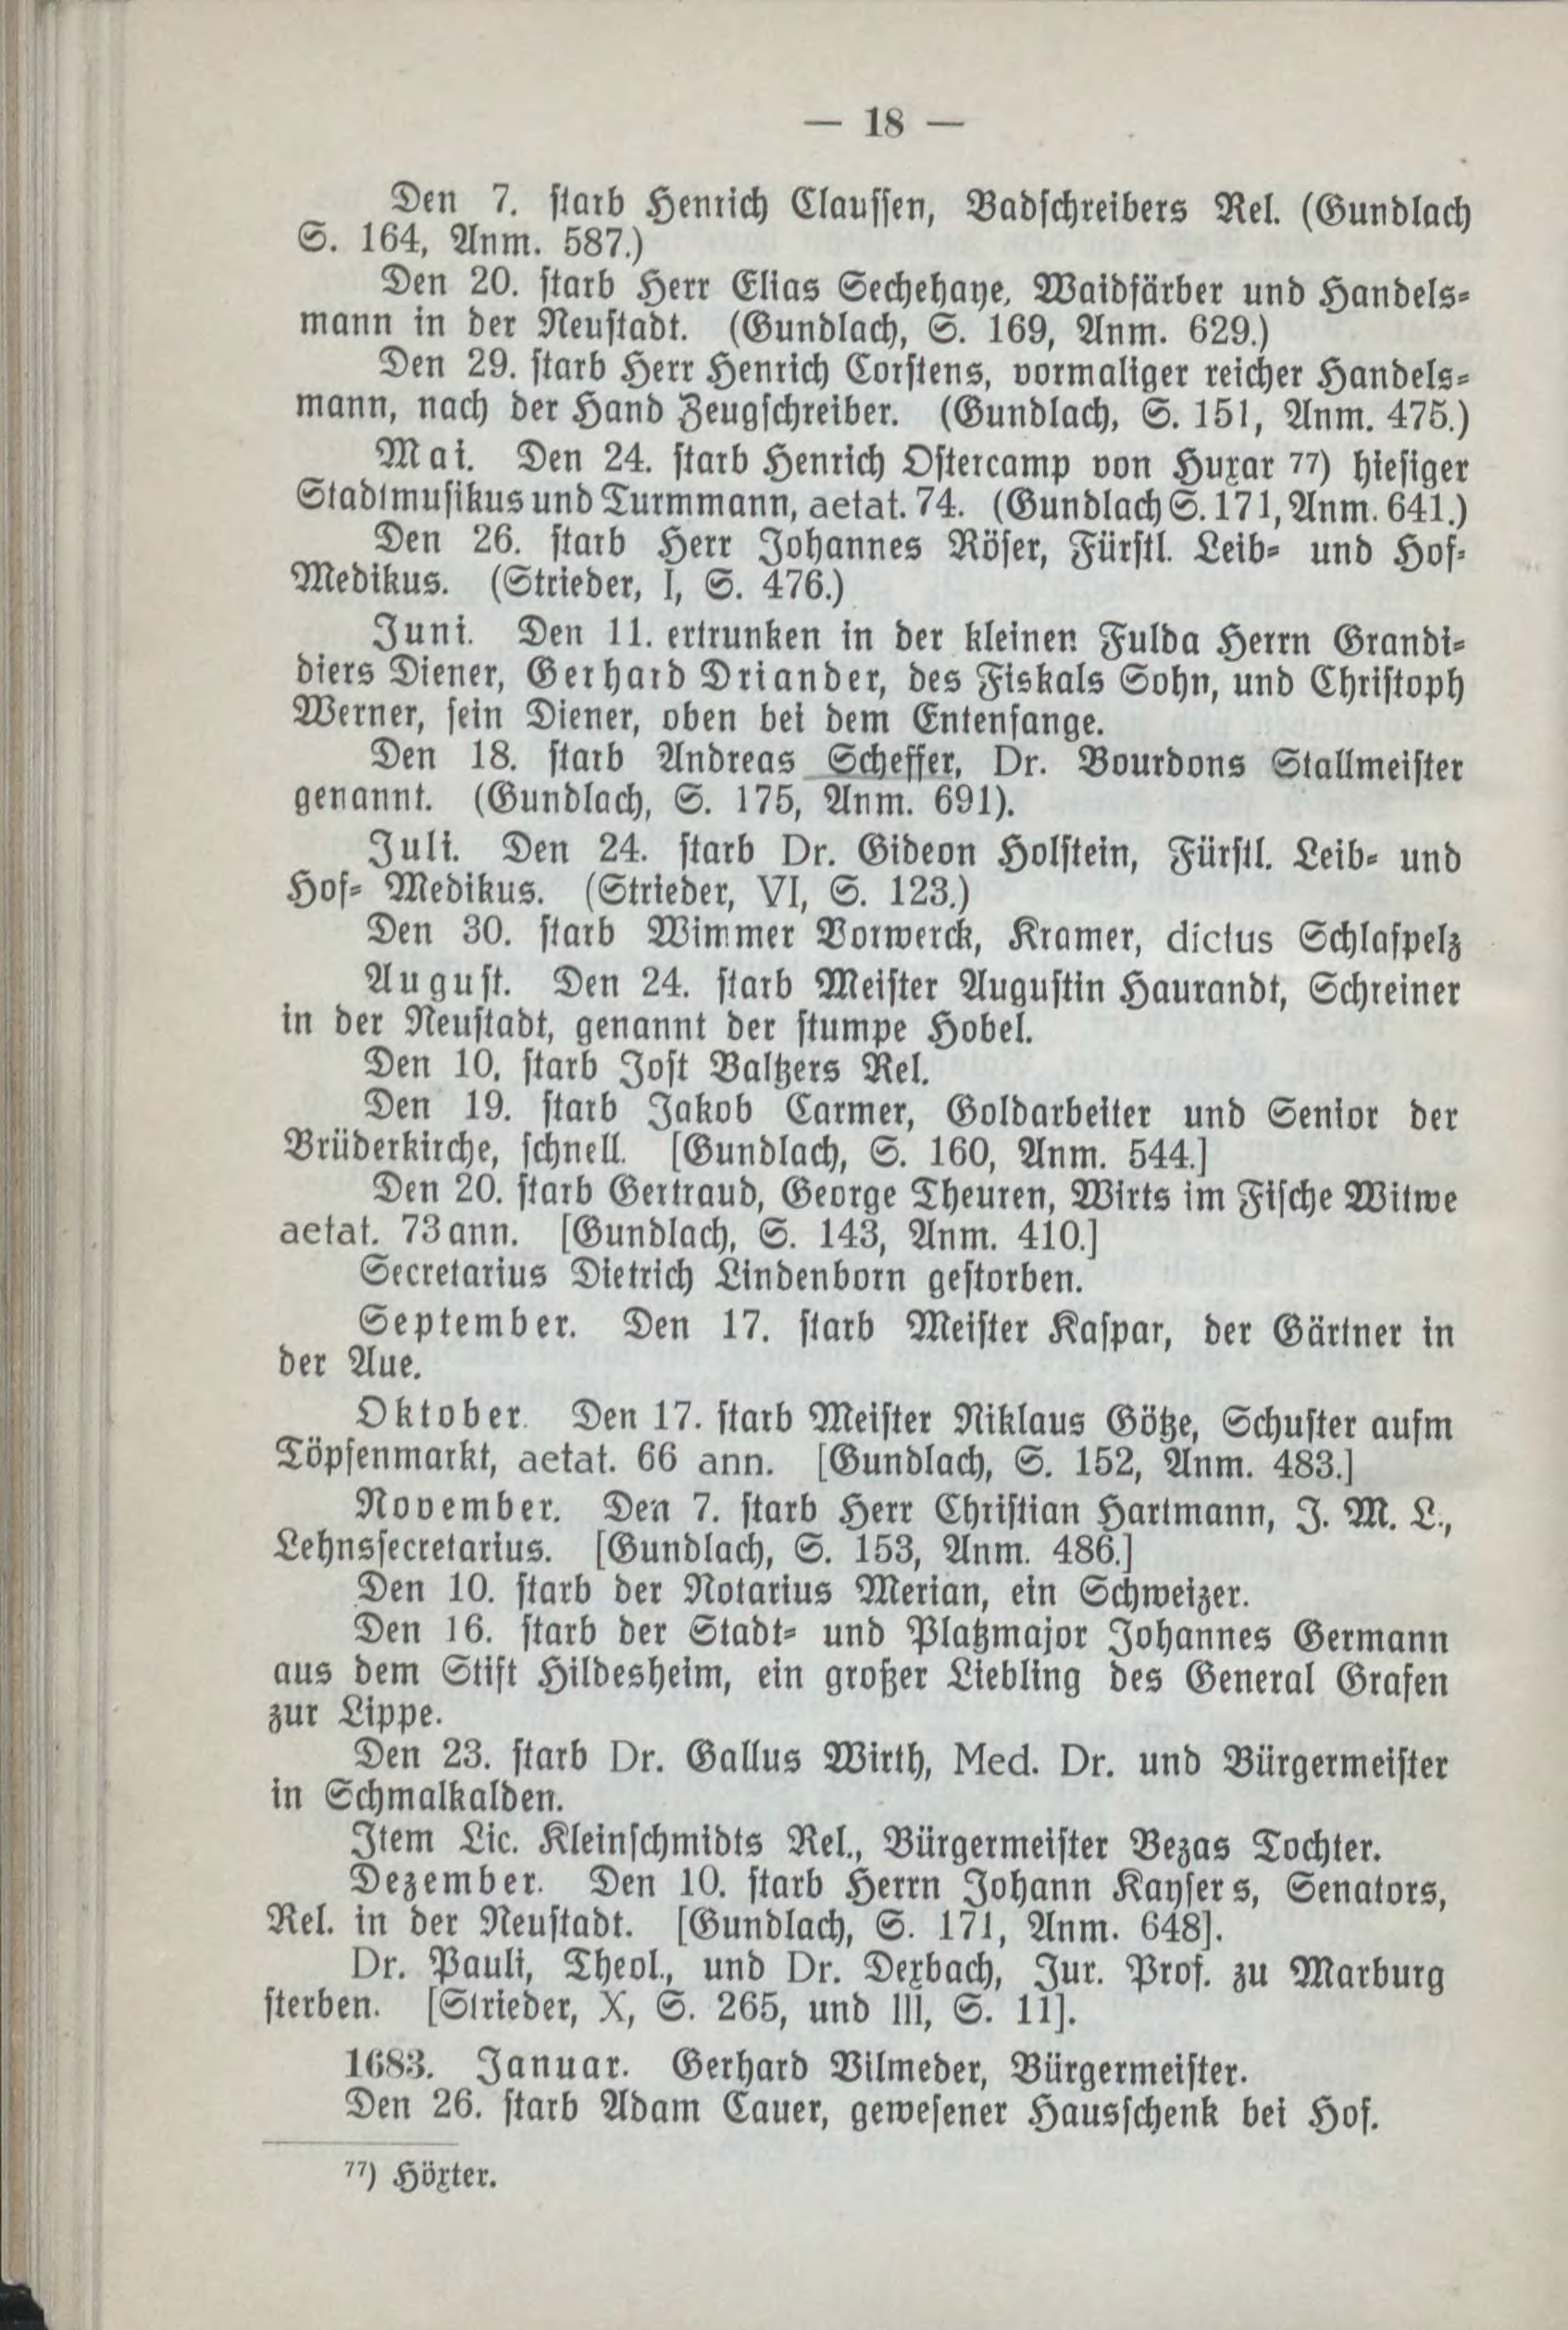 — 18 —
Den 7. starb Henrich Claussen, Badschreibers Rel. (Gundlach
S. 164, Anm. 587.)
Den 20. starb Herr Elias Sechehaye, Waidfärber und Handels-
mann in der Neustadt. (Gundlach, S. 169, Anm. 629.)
Den 29. starb Herr Henrich Corstens, vormaliger reicher Handels-
mann, nach der Hand Zeugschreiber. (Gundlach, S. 151, Anm. 475.)
Mai. Den 24. starb Henrich Ostercamp von Huxar 77) hiesiger
Stadtmusikus und Turmmann, aetat. 74. (Gundlach S. 171, Anm. 641.)
Den 26. starb Herr Johannes Röser, Fürstl. Leib- und Hof-
Medikus. (Strieder, I, S. 476.)
Juni. Den 11. ertrunken in der kleinen Fulda Herrn Grandi-
diers Diener, Gerhard Driander, des Fiskals Sohn, und Christoph
Werner, sein Diener, oben bei dem Entenfange.
Den 18. starb Andreas Scheffer, Dr. Bourdons Stallmeister
genannt. (Gundlach, S. 175, Anm. 691).
Juli. Den 24. starb Dr. Gideon Holstein, Fürstl. Leib- und
Hof- Medikus. (Strieder, VI, S. 123.)
Den 30. starb Wimmer Vorwerck, Kramer, dictus Schlafpelz
August. Den 24. starb Meister Augustin Haurandt, Schreiner
in der Neustadt, genannt der stumpe Hobel.
Den 10. starb Jost Baltzers Rel.
Den 19. starb Jakob Carmer, Goldarbeiter und Senior der
Brüderkirche, schnell. [Gundlach, S. 160, Anm. 544.]
Den 20. starb Gertraud, George Theuren, Wirts im Fische Witwe
aetat. 73 ann. [Gundlach, S. 143, Anm. 410.]
Secretarius Dietrich Lindenborn gestorben.
September. Den 17. starb Meister Kaspar, der Gärtner in
der Aue.
Oktober. Den 17. starb Meister Niklaus Götze, Schuster aufm
Töpfenmarkt, aetat. 66 ann. [Gundlach, S. 152, Anm. 483.]
November. Den 7. starb Herr Christian Hartmann, J. M. L.,
Lehnssecretarius. [Gundlach, S. 153, Anm. 486.]
Den 10. starb der Notarius Merian, ein Schweizer.
Den 16. starb der Stadt- und Platzmajor Johannes Germann
aus dem Stift Hildesheim, ein großer Liebling des General Grafen
zur Lippe.
Den 23. starb Dr. Gallus Wirth, Med. Dr. und Bürgermeister
in Schmalkalden.
Item Lic. Kleinschmidts Rel., Bürgermeister Bezas Tochter.
Dezember. Den 10. starb Herrn Johann Kaysers, Senators,
Rel. in der Neustadt. [Gundlach, S. 171, Anm. 648].
Dr. Pauli, Theol., und Dr. Dexbach, Jur. Prof. zu Marburg
sterben. [Strieder, X, S. 265, und III, S. 11].
1683. Januar. Gerhard Vilmeder, Bürgermeister.
Den 26. starb Adam Cauer, gewesener Hausschenk bei Hof.
77) Höxter.